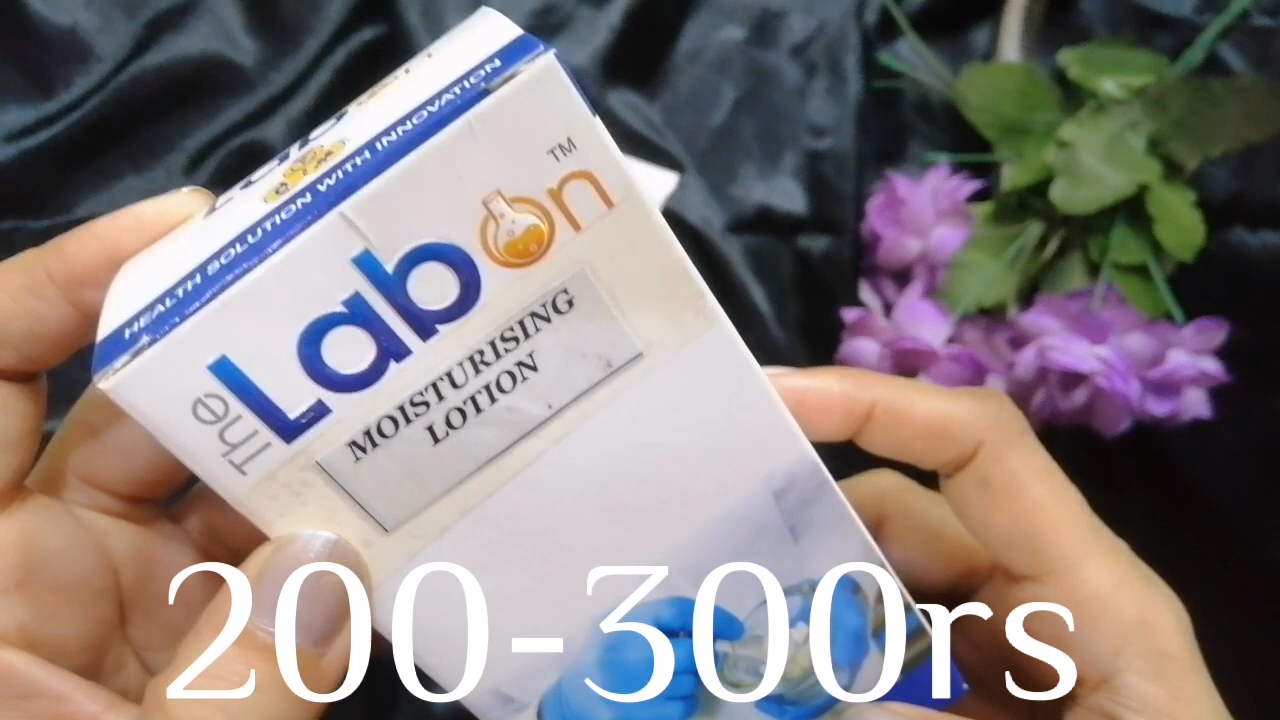 HEALTH SOLUTION WITH INNOVATION
The LabOn
TM
MOISTURISING
LOTION
200-300rs